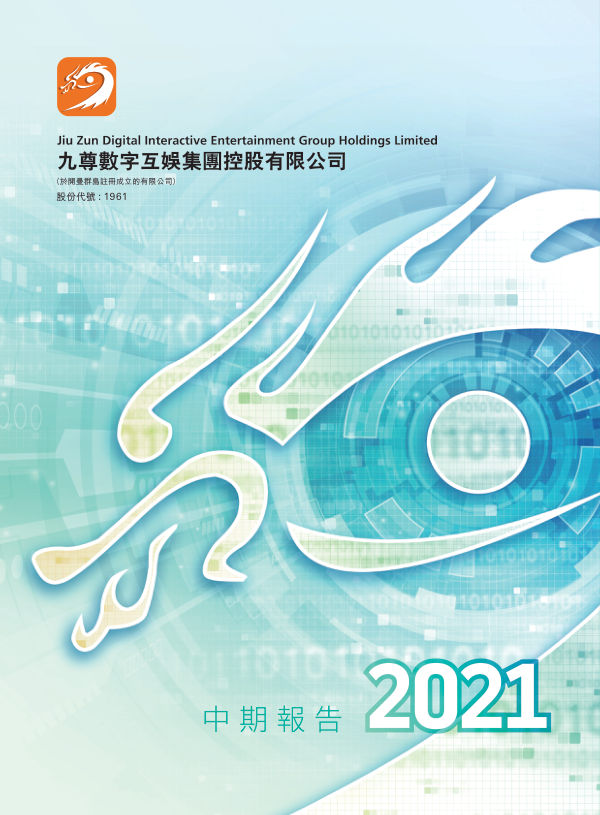 Jiu Zun Digital Interactive Entertainment Group Holdings Limited
九尊數字互娛集團控股有限公司
(於開曼群島註冊成立的有限公司)
股份代號 : 1961
中期報告 2021